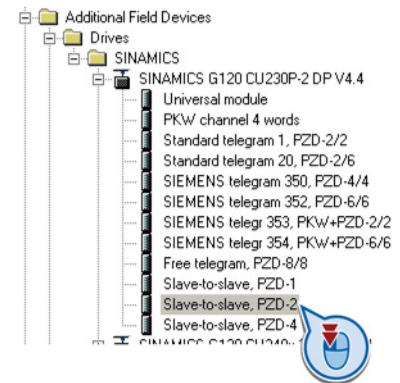 Additional Field Devices
Drives
SINAMICS
SINAMICS G120 CU230P-2 DP V4.4
Universal module
PKW channel 4 words
Standard telegram 1, PZD-2/2
Standard telegram 20, PZD-2/6
SIEMENS telegram 350, PZD-4/4
SIEMENS telegram 352, PZD-6/6
SIEMENS telegr 353, PKW+PZD-2/2
SIEMENS telegr 354, PKW+PZD-6/6
Free telegram, PZD-8/8
Slave-to-slave, PZD-1
Slave-to-slave, PZD-2
Slave-to-slave, PZD-4
SINAMICS G120